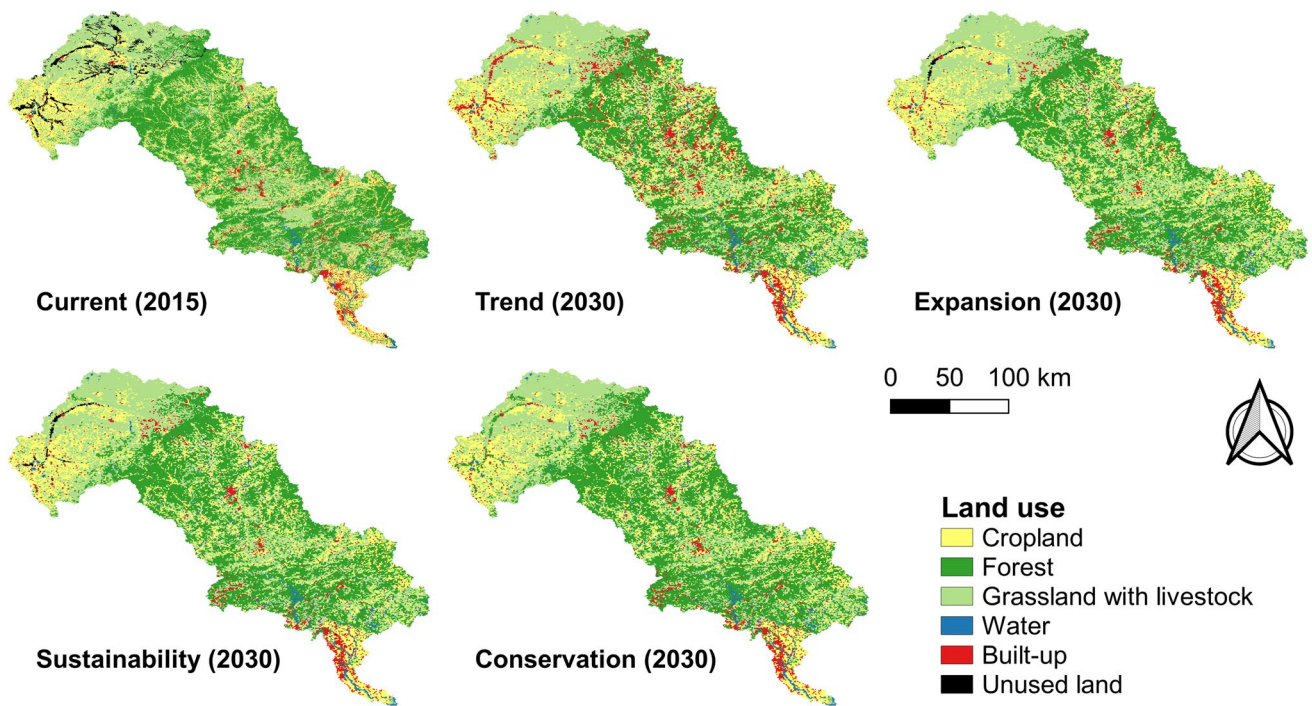 Current (2015)
Trend (2030)
Expansion (2030)
0 50 100 km
Sustainability (2030)
Conservation (2030)
Land use
Cropland
Forest
Grassland with livestock
Water
Built-up
Unused land